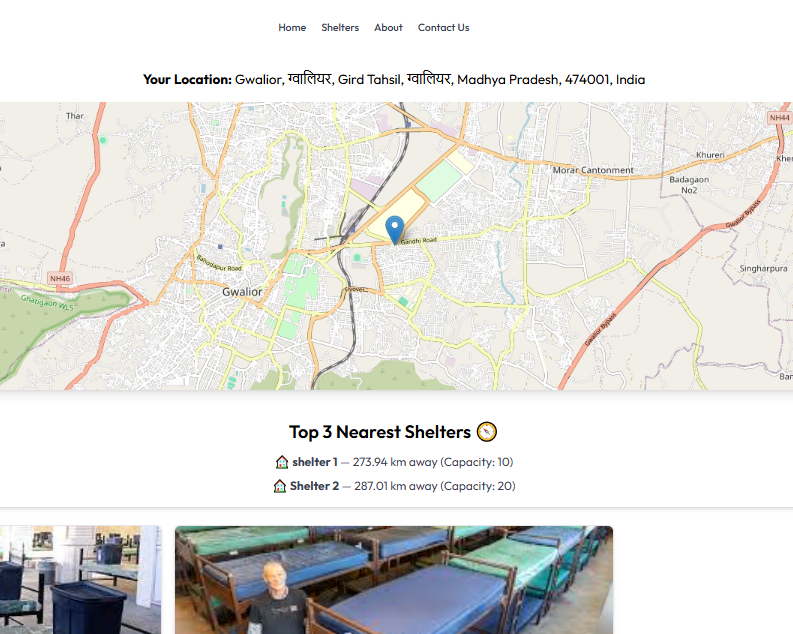 Home Shelters About Contact Us
Your Location: Gwalior, ग्वालियर, Gird Tahsil, ग्वालियर, Madhya Pradesh, 474001, India
Thar
NH44
Khureri
Morar Cantonment
Badagaon
No2
Gwalior Bypass
Gandhi Road
Bahodapur Road
Singharpura
NH46
Gwalior
Ghatigaon WLS
Gwalior Bypass
Top 3 Nearest Shelters
shelter 1 — 273.94 km away (Capacity: 10)
Shelter 2 — 287.01 km away (Capacity: 20)